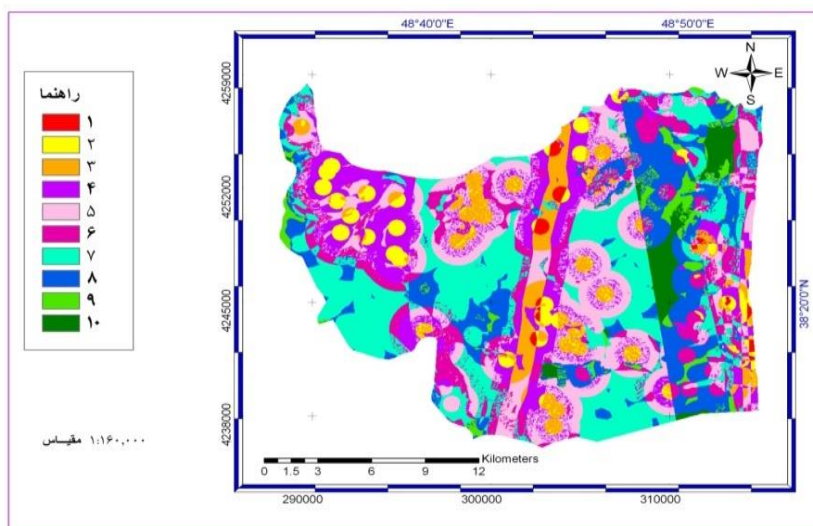 48°40'0"E 48°50'0"E
راهنما
۱
۲
۳
۴
۵
۶
۷
۸
۹
۱۰
۱:۱۶۰,۰۰۰ مقیاس
4259000
4252000
4245000
4238000
N
W E
S
38°20'0"N
Kilometers
0 1.5 3 6 9 12
290000 300000 310000